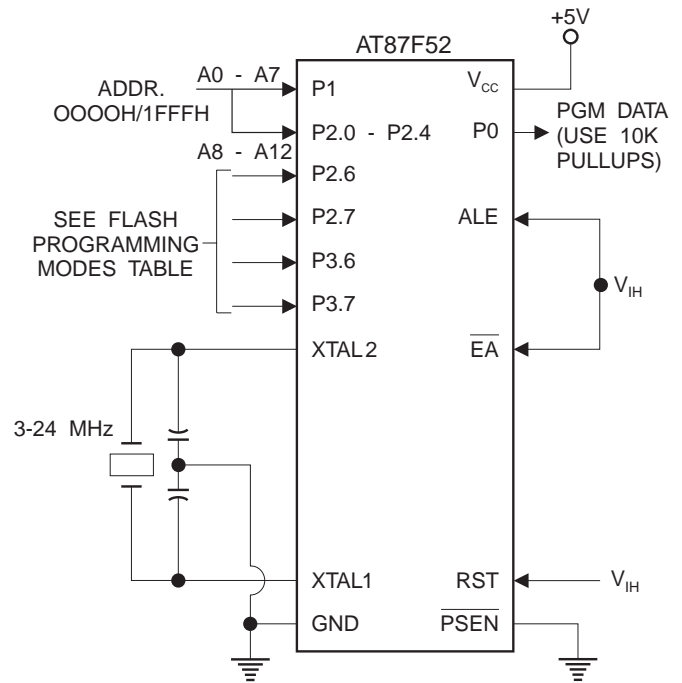 +5V
AT87F52
A0 - A7
ADDR.
OOOOH/1FFFH
P1
VCC
PGM DATA
(USE 10K
PULLUPS)
P2.0 - P2.4
P0
A8 - A12
P2.6
SEE FLASH
PROGRAMMING
MODES TABLE
P2.7
ALE
P3.6
VIH
P3.7
XTAL2
EA
3-24 MHz
XTAL1
RST
VIH
GND
PSEN